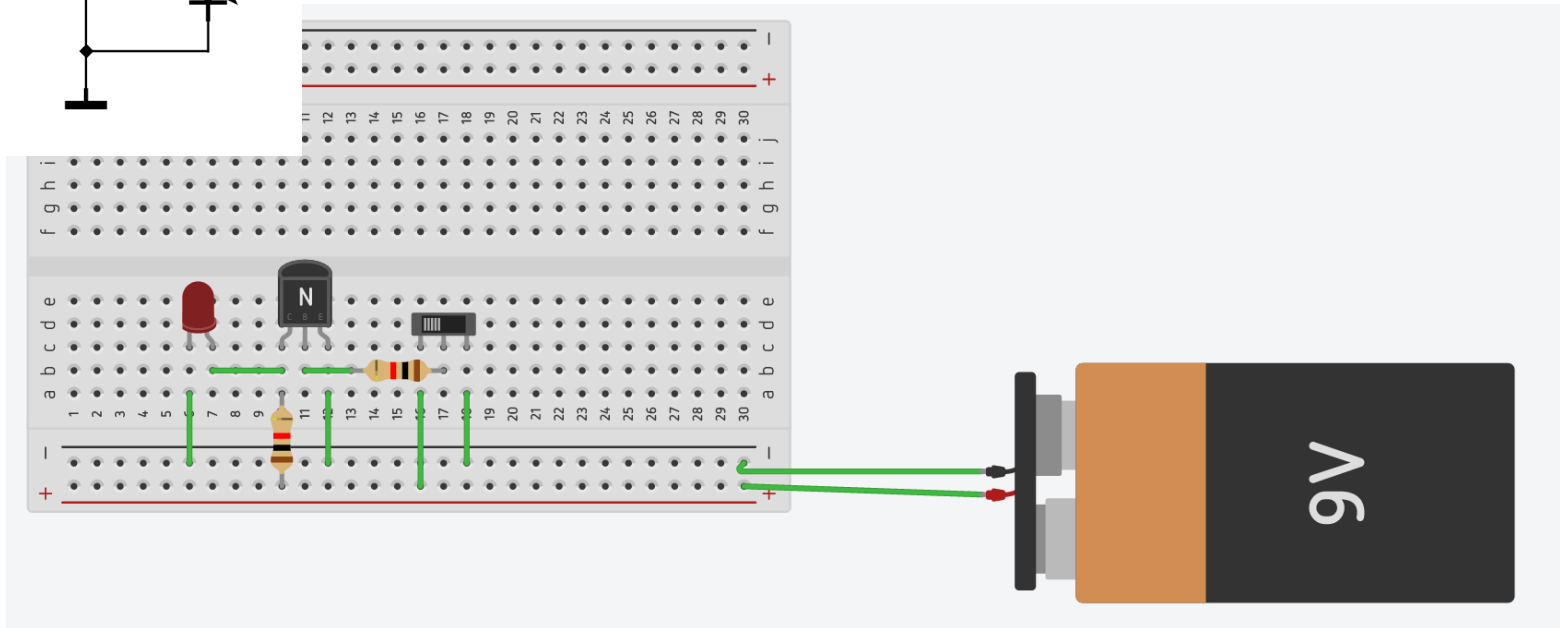 −
+
11 12 13 14 15 16 17 18 19 20 21 22 23 24 25 26 27 28 29 30
j
i i
h h
g g
f f
N
C B E
e e
d d
c c
b b
a a
1 2 3 4 5 6 7 8 9 11 12 13 14 15 16 17 18 19 20 21 22 23 24 25 26 27 28 29 30
− −
+ +
9V